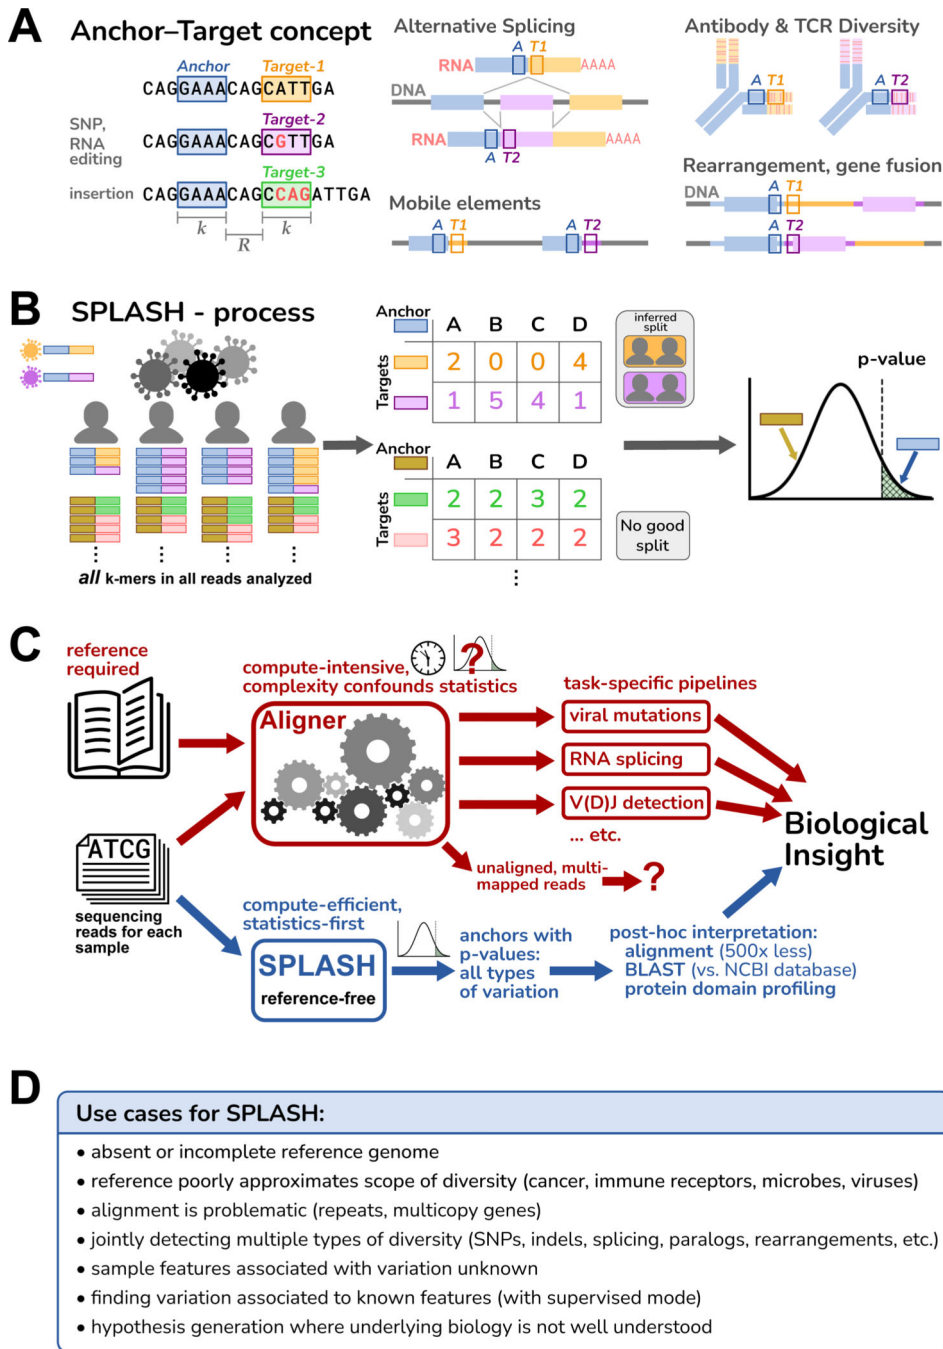 A
Anchor–Target concept
Anchor
Target-1
CAGGAAACAGCATTGA
SNP,
RNA
editing
Target-2
CAGGAAACAGCGTTGA
insertion
Target-3
CAGGAAACAGCCAGATTGA
k
R
k
Alternative Splicing
A T1
RNA
AAAA
DNA
RNA
AAAA
A T2
Mobile elements
A T1
A T2
Antibody & TCR Diversity
A T1
A T2
Rearrangement, gene fusion
DNA
A T1
A T2
B
SPLASH - process
all k-mers in all reads analyzed
Anchor
A B C D
Targets
2 0 0 4
1 5 4 1
inferred
split
Anchor
A B C D
Targets
2 2 3 2
3 2 2 2
No good
split
p-value
C
reference
required
compute-intensive,
complexity confounds statistics
?
Aligner
task-specific pipelines
viral mutations
RNA splicing
V(D)J detection
... etc.
unaligned, multi-
mapped reads
?
Biological
Insight
ATCG
sequencing
reads for each
sample
compute-efficient,
statistics-first
SPLASH
reference-free
anchors with
p-values:
all types
of variation
post-hoc interpretation:
alignment (500x less)
BLAST (vs. NCBI database)
protein domain profiling
D
Use cases for SPLASH:
• absent or incomplete reference genome
• reference poorly approximates scope of diversity (cancer, immune receptors, microbes, viruses)
• alignment is problematic (repeats, multicopy genes)
• jointly detecting multiple types of diversity (SNPs, indels, splicing, paralogs, rearrangements, etc.)
• sample features associated with variation unknown
• finding variation associated to known features (with supervised mode)
• hypothesis generation where underlying biology is not well understood